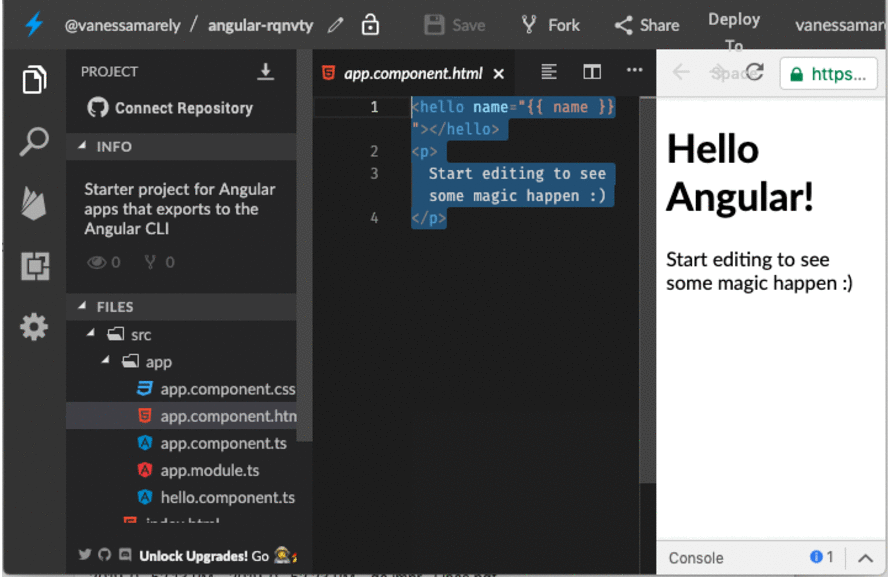 @vanessamarely / angular-rqnvty
Save
Fork
Share
Deploy
To
Space
vanessamar
PROJECT
Connect Repository
INFO
Starter project for Angular
apps that exports to the
Angular CLI
0 0
FILES
src
app
app.component.css
app.component.htm
app.component.ts
app.module.ts
hello.component.ts
index.html
Unlock Upgrades! Go
app.component.html ×
1 <hello name="{{ name }}
"></hello>
2 <p>
3 Start editing to see
some magic happen :)
4 </p>
https...
Hello
Angular!
Start editing to see
some magic happen :)
Console
1